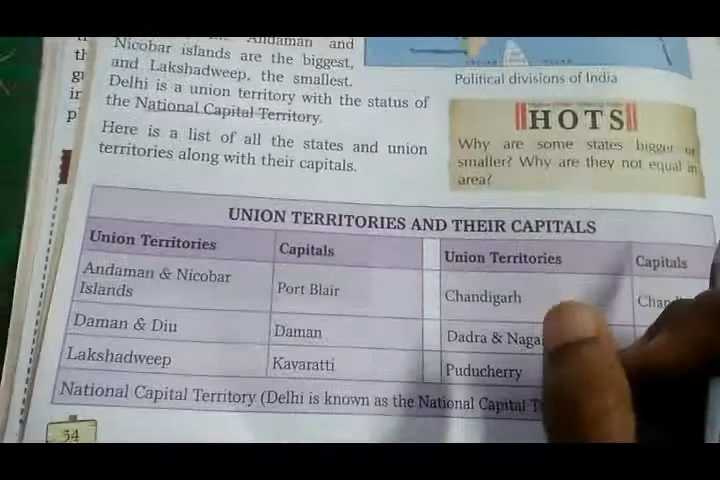 Andaman and
Nicobar islands are the biggest,
and Lakshadweep, the smallest.
Delhi is a union territory with the status of
the National Capital Territory.
Here is a list of all the states and union
territories along with their capitals.
Political divisions of India
HOTS
Why are some states bigger or
smaller? Why are they not equal in
area?
UNION TERRITORIES AND THEIR CAPITALS
Union Territories Capitals Union Territories Capitals
Andaman & Nicobar
Islands Port Blair Chandigarh
Daman & Diu Daman Dadra &
Lakshadweep Kavaratti Puducherry
National Capital Territory (Delhi is known as the National Capital
34